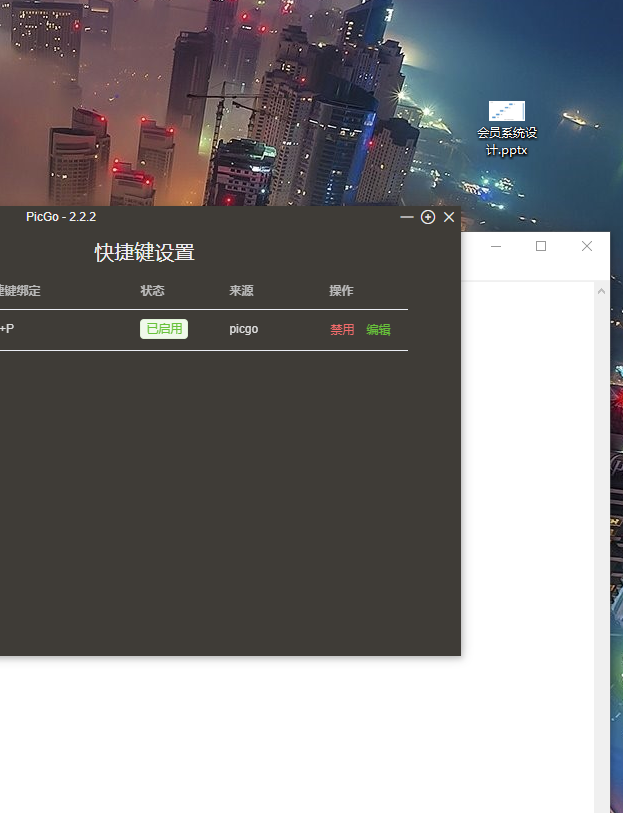 会员系统设
计.pptx
PicGo - 2.2.2
快捷键设置
捷键绑定 状态 来源 操作
+P 已启用 picgo 禁用 编辑